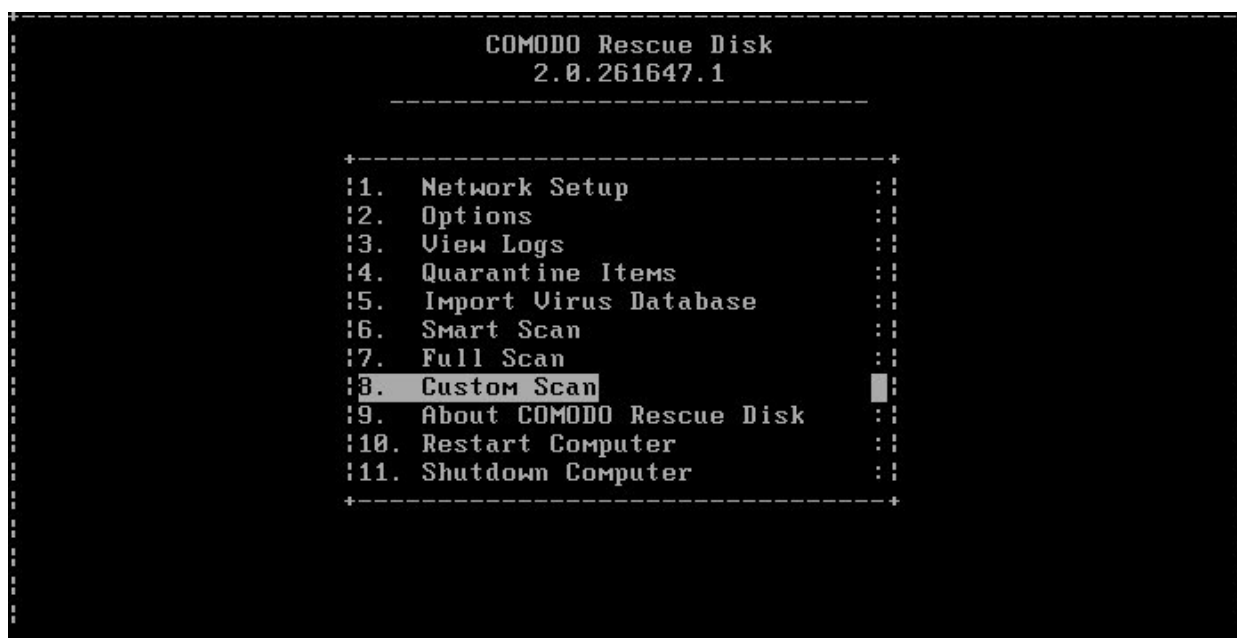 COMODO Rescue Disk
2.0.261647.1
1. Network Setup
2. Options
3. View Logs
4. Quarantine Items
5. Import Virus Database
6. Smart Scan
7. Full Scan
8. Custom Scan
9. About COMODO Rescue Disk
10. Restart Computer
11. Shutdown Computer